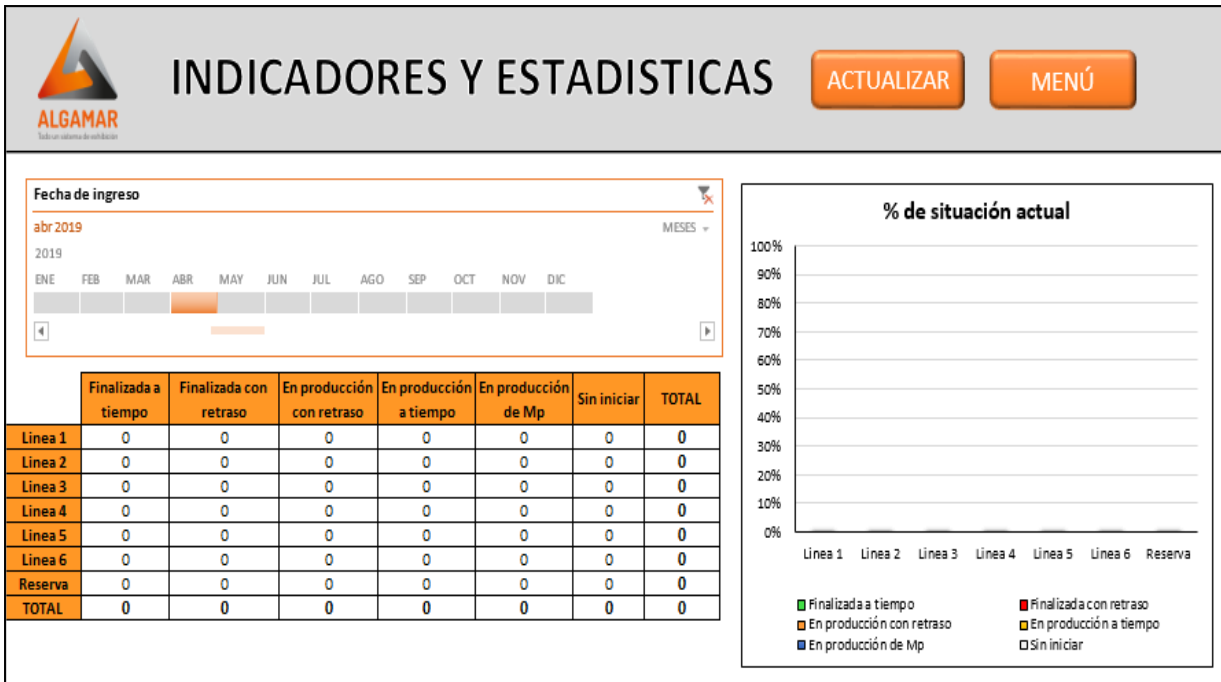 INDICADORES Y ESTADISTICAS
ACTUALIZAR
MENÚ
ALGAMAR
Todo un sistema de exhibición
Fecha de ingreso
abr 2019
MESES
2019
ENE FEB MAR ABR MAY JUN JUL AGO SEP OCT NOV DIC
Finalizada a tiempo Finalizada con retraso En producción con retraso En producción a tiempo En producción de Mp Sin iniciar TOTAL
Linea 1 0 0 0 0 0 0 0
Linea 2 0 0 0 0 0 0 0
Linea 3 0 0 0 0 0 0 0
Linea 4 0 0 0 0 0 0 0
Linea 5 0 0 0 0 0 0 0
Linea 6 0 0 0 0 0 0 0
Reserva 0 0 0 0 0 0 0
TOTAL 0 0 0 0 0 0 0
% de situación actual
100%
90%
80%
70%
60%
50%
40%
30%
20%
10%
0%
Linea 1 Linea 2 Linea 3 Linea 4 Linea 5 Linea 6 Reserva
Finalizada a tiempo Finalizada con retraso
En producción con retraso En producción a tiempo
En producción de Mp Sin iniciar